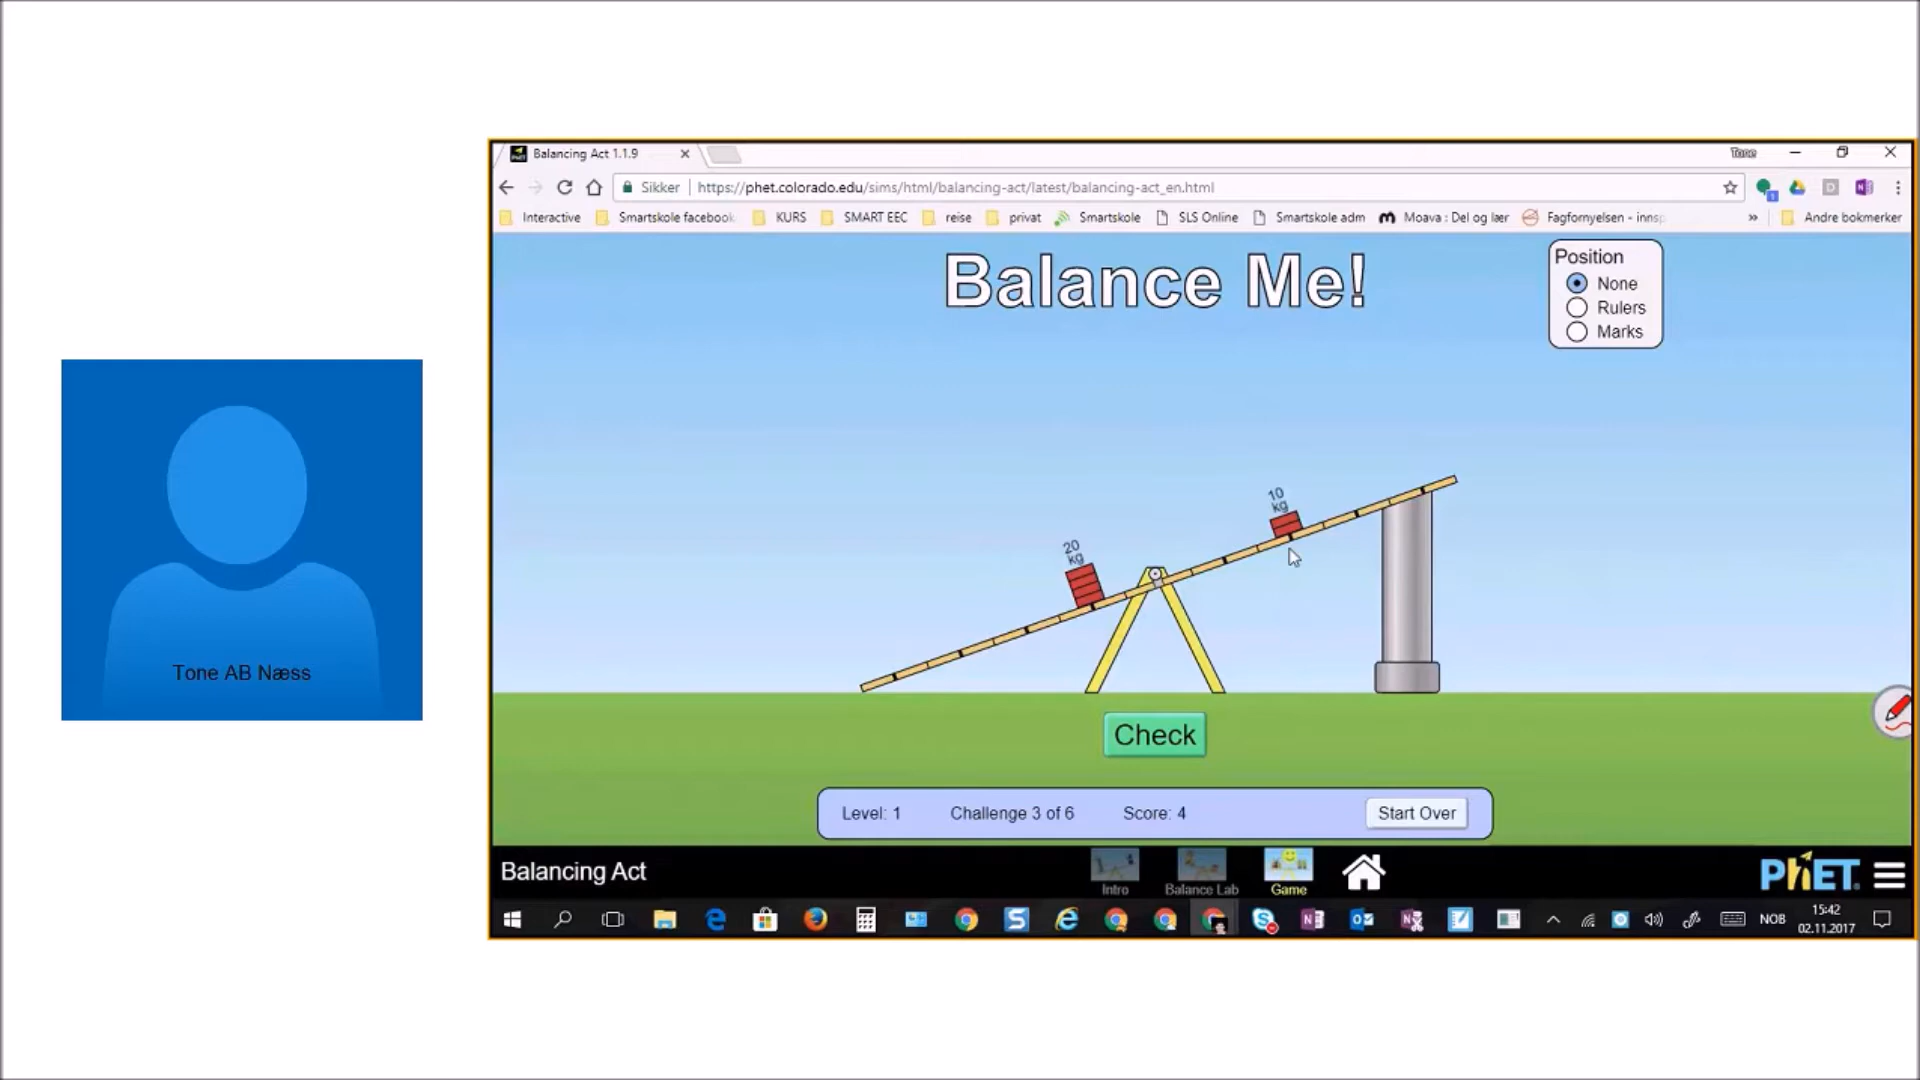 Balancing Act 1.1.9
Tone
Sikker
https://phet.colorado.edu/sims/html/balancing-act/latest/balancing-act_en.html
Interactive
Smartskole facebook
KURS
SMART EEC
reise
privat
Smartskole
SLS Online
Smartskole adm
Moava : Del og lær
Fagfornyelsen - innsp
»
Andre bokmerker
Balance Me!
Position
None
Rulers
Marks
10
kg
20
kg
Tone AB Næss
Check
Level: 1 Challenge 3 of 6 Score: 4 Start Over
Balancing Act
Intro
Balance Lab
Game
PhET
NOB
15:42
02.11.2017